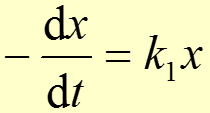 − dx/dt = k₁x